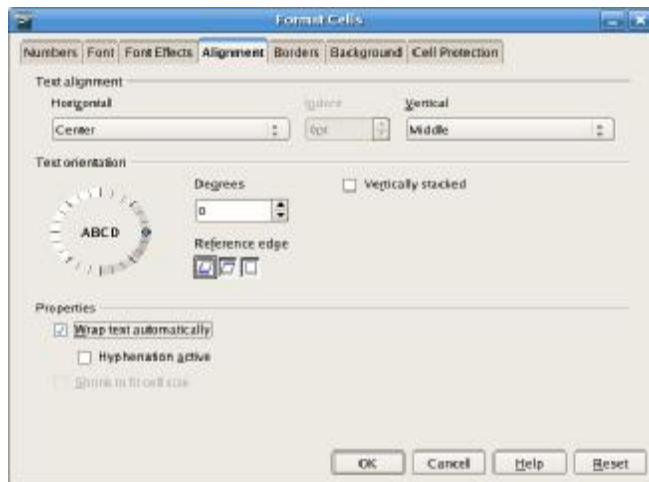 Format Cells
Numbers Font Font Effects Alignment Borders Background Cell Protection
Text alignment
Horizontal Indent Vertical
Center 0pt Middle
Text orientation
Degrees Vertically stacked
0
ABCD
Reference edge
Properties
Wrap text automatically
Hyphenation active
Shrink to fit cell size
OK Cancel Help Reset